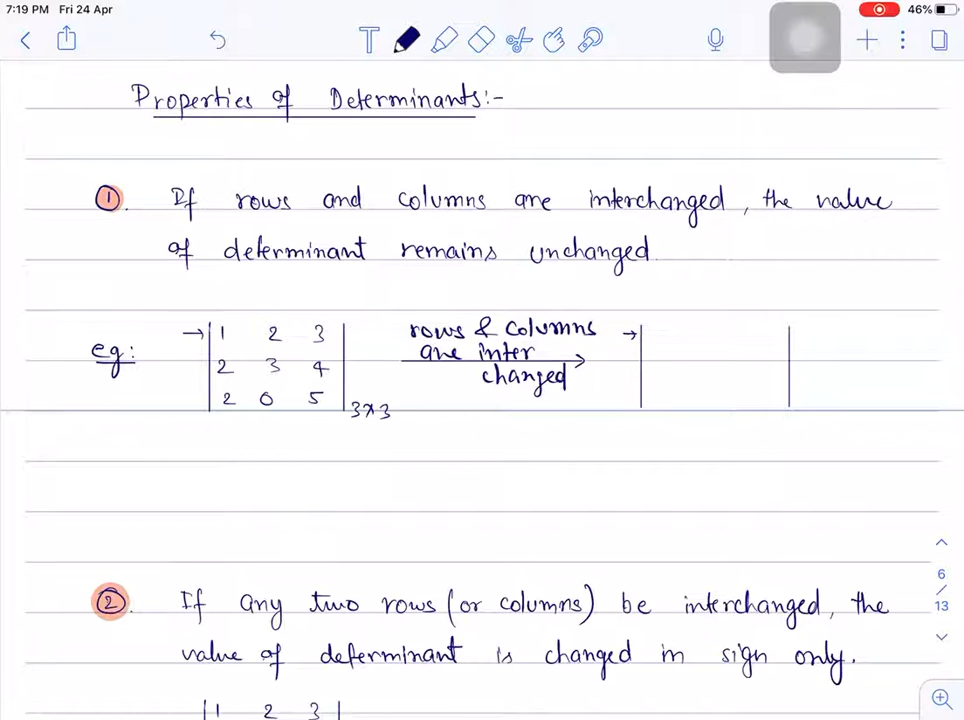 7:19 PM Fri 24 Apr 46%
T
Properties of Determinants:-
1. If rows and columns are interchanged, the value
of determinant remains unchanged.
eg: → | 1 2 3 | rows & columns → | |
| 2 3 4 | are inter
changed
| 2 0 5 | 3×3
6
/
13
2. If any two rows (or columns) be interchanged, the
value of determinant is changed in sign only.
| 1 2 3 |